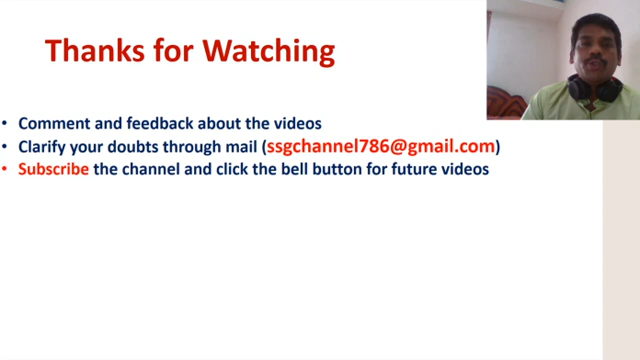 Thanks for Watching
• Comment and feedback about the videos
• Clarify your doubts through mail (ssgchannel786@gmail.com)
• Subscribe the channel and click the bell button for future videos